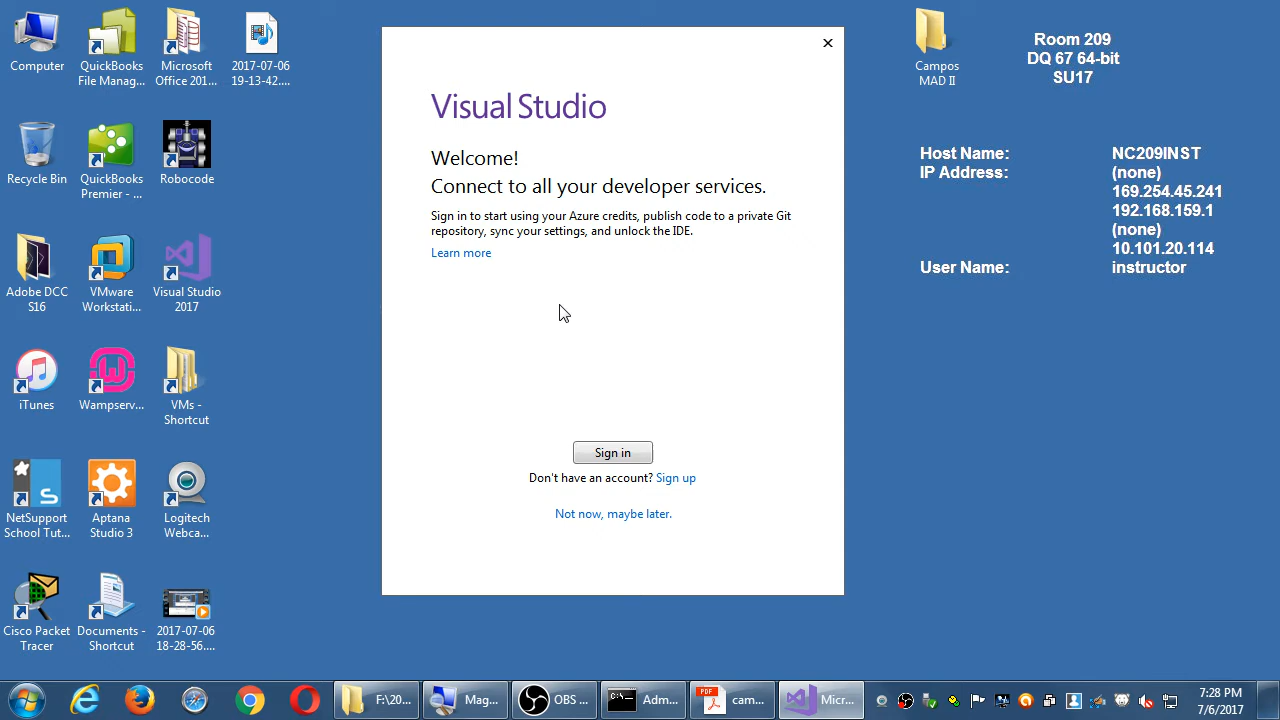 Computer
QuickBooks
File Manag...
Microsoft
Office 201...
2017-07-06
19-13-42....
Recycle Bin
QuickBooks
Premier - ...
Robocode
Adobe DCC
S16
VMware
Workstati...
Visual Studio
2017
iTunes
Wampserv...
VMs -
Shortcut
NetSupport
School Tut...
Aptana
Studio 3
Logitech
Webca...
Cisco Packet
Tracer
Documents -
Shortcut
2017-07-06
18-28-56....
Visual Studio
Welcome!
Connect to all your developer services.
Sign in to start using your Azure credits, publish code to a private Git
repository, sync your settings, and unlock the IDE.
Learn more
Sign in
Don't have an account? Sign up
Not now, maybe later.
Campos
MAD II
Room 209
DQ 67 64-bit
SU17
Host Name: NC209INST
IP Address: (none)
169.254.45.241
192.168.159.1
(none)
10.101.20.114
User Name: instructor
F:\20...
Mag...
OBS ...
Adm...
PDF
cam...
Micr...
7:28 PM
7/6/2017